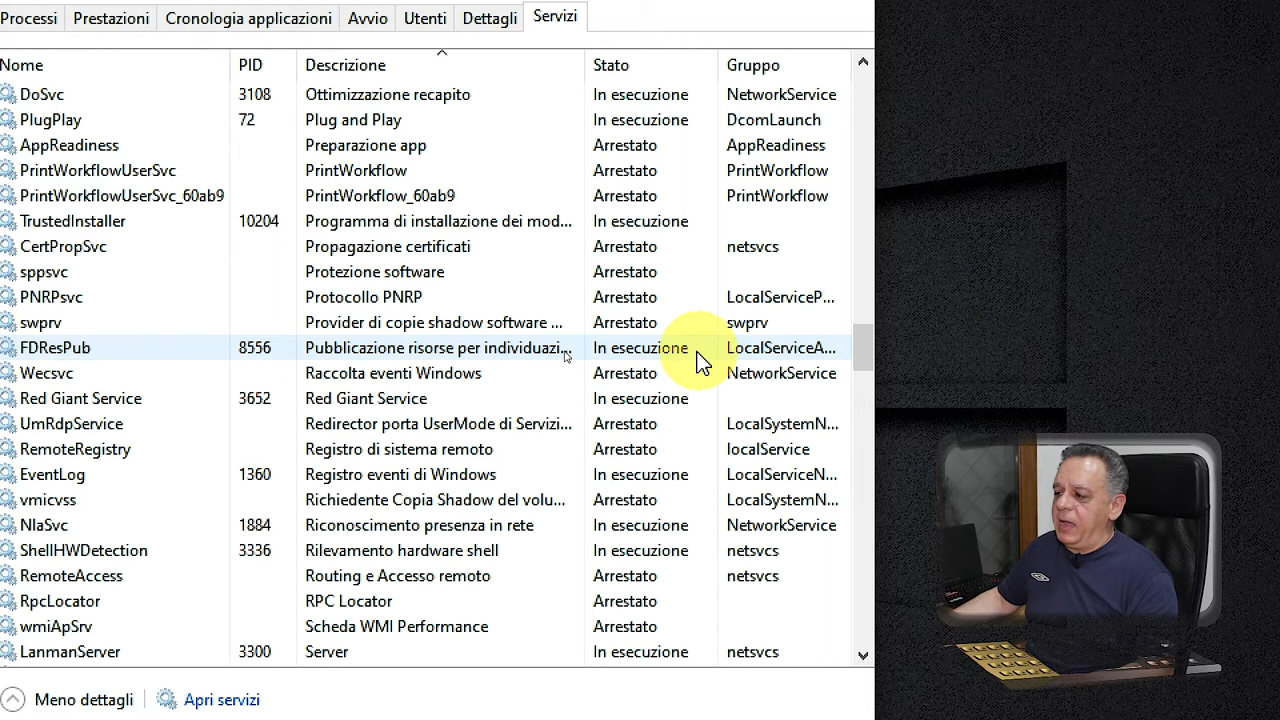 Processi Prestazioni Cronologia applicazioni Avvio Utenti Dettagli Servizi
Nome PID Descrizione Stato Gruppo
DoSvc 3108 Ottimizzazione recapito In esecuzione NetworkService
PlugPlay 72 Plug and Play In esecuzione DcomLaunch
AppReadiness Preparazione app Arrestato AppReadiness
PrintWorkflowUserSvc PrintWorkflow Arrestato PrintWorkflow
PrintWorkflowUserSvc_60ab9 PrintWorkflow_60ab9 Arrestato PrintWorkflow
TrustedInstaller 10204 Programma di installazione dei mod... In esecuzione
CertPropSvc Propagazione certificati Arrestato netsvcs
sppsvc Protezione software Arrestato
PNRPsvc Protocollo PNRP Arrestato LocalServiceP...
swprv Provider di copie shadow software ... Arrestato swprv
FDResPub 8556 Pubblicazione risorse per individuazi... In esecuzione LocalServiceA...
Wecsvc Raccolta eventi Windows Arrestato NetworkService
Red Giant Service 3652 Red Giant Service In esecuzione
UmRdpService Redirector porta UserMode di Servizi... Arrestato LocalSystemN...
RemoteRegistry Registro di sistema remoto Arrestato localService
EventLog 1360 Registro eventi di Windows In esecuzione LocalServiceN...
vmicvss Richiedente Copia Shadow del volu... Arrestato LocalSystemN...
NlaSvc 1884 Riconoscimento presenza in rete In esecuzione NetworkService
ShellHWDetection 3336 Rilevamento hardware shell In esecuzione netsvcs
RemoteAccess Routing e Accesso remoto Arrestato netsvcs
RpcLocator RPC Locator Arrestato
wmiApSrv Scheda WMI Performance Arrestato
LanmanServer 3300 Server In esecuzione netsvcs
Meno dettagli Apri servizi